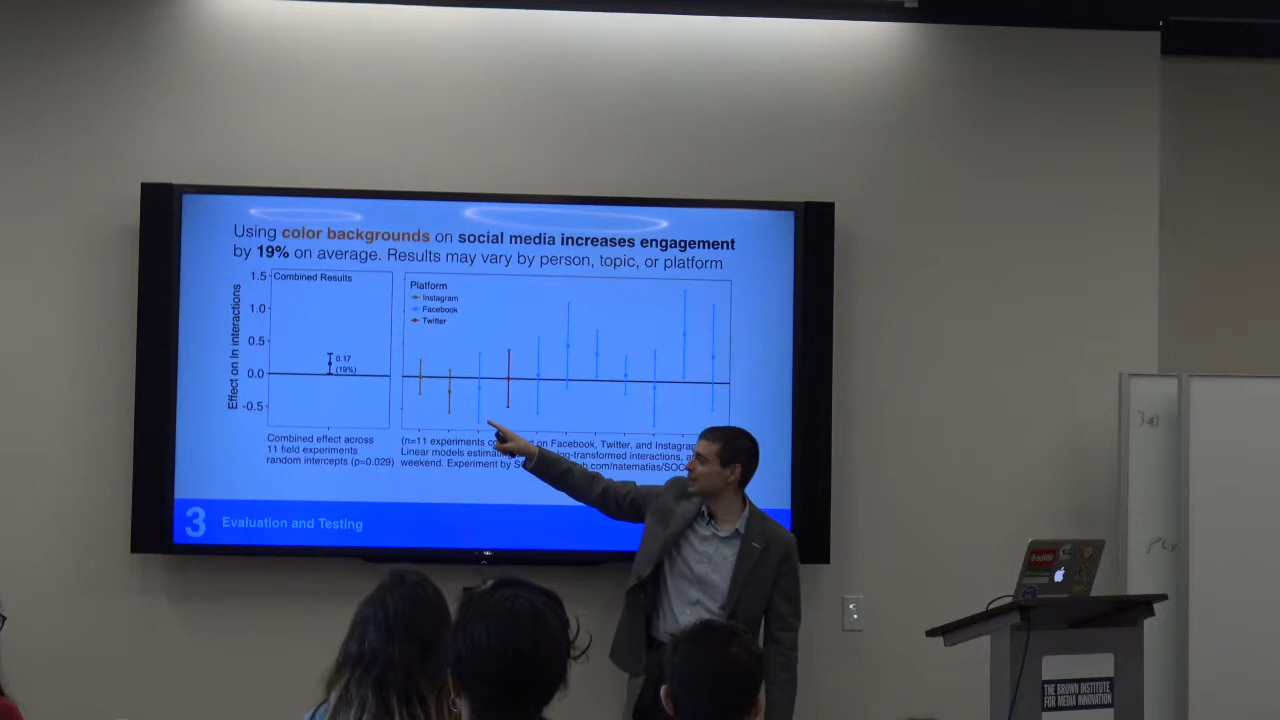 Using color backgrounds on social media increases engagement
by 19% on average. Results may vary by person, topic, or platform
Effect on ln interactions
1.5
1.0
0.5
0.0
-0.5
Combined Results
0.17
(19%)
Platform
Instagram
Facebook
Twitter
Combined effect across
11 field experiments
random intercepts (p=0.029)
(n=11 experiments on Facebook, Twitter, and
Linear models log-transformed interactions,
weekend. Experiment by
3 Evaluation and Testing
THE BROWN INSTITUTE
FOR MEDIA INNOVATION